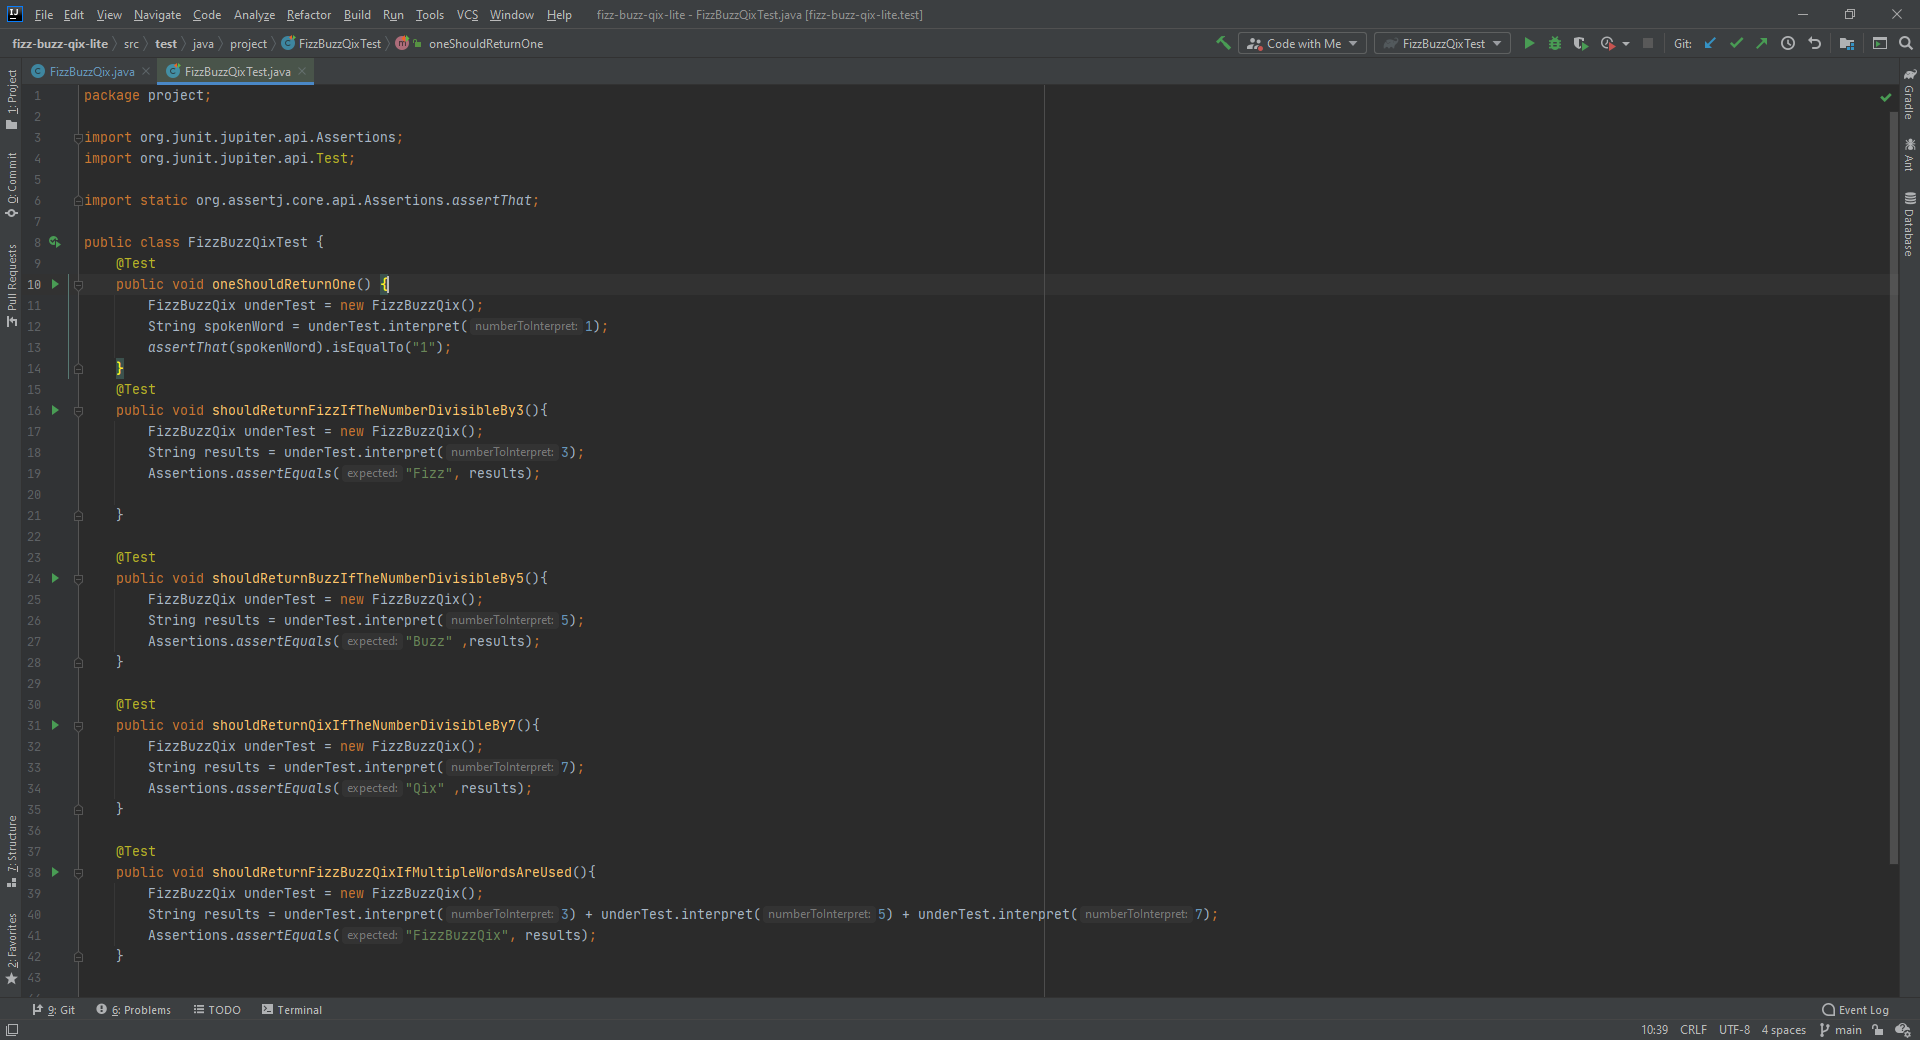 File Edit View Navigate Code Analyze Refactor Build Run Tools VCS Window Help fizz-buzz-qix-lite - FizzBuzzQixTest.java [fizz-buzz-qix-lite.test]
fizz-buzz-qix-lite src test java project FizzBuzzQixTest oneShouldReturnOne Code with Me FizzBuzzQixTest Git:
FizzBuzzQix.java FizzBuzzQixTest.java
1: Project
0: Commit
Pull Requests
7: Structure
2: Favorites
1 package project;
2
3 import org.junit.jupiter.api.Assertions;
4 import org.junit.jupiter.api.Test;
5
6 import static org.assertj.core.api.Assertions.assertThat;
7
8 public class FizzBuzzQixTest {
9 @Test
10 public void oneShouldReturnOne() {
11 FizzBuzzQix underTest = new FizzBuzzQix();
12 String spokenWord = underTest.interpret( numberToInterpret: 1);
13 assertThat(spokenWord).isEqualTo("1");
14 }
15 @Test
16 public void shouldReturnFizzIfTheNumberDivisibleBy3(){
17 FizzBuzzQix underTest = new FizzBuzzQix();
18 String results = underTest.interpret( numberToInterpret: 3);
19 Assertions.assertEquals( expected: "Fizz", results);
20
21 }
22
23 @Test
24 public void shouldReturnBuzzIfTheNumberDivisibleBy5(){
25 FizzBuzzQix underTest = new FizzBuzzQix();
26 String results = underTest.interpret( numberToInterpret: 5);
27 Assertions.assertEquals( expected: "Buzz" ,results);
28 }
29
30 @Test
31 public void shouldReturnQixIfTheNumberDivisibleBy7(){
32 FizzBuzzQix underTest = new FizzBuzzQix();
33 String results = underTest.interpret( numberToInterpret: 7);
34 Assertions.assertEquals( expected: "Qix" ,results);
35 }
36
37 @Test
38 public void shouldReturnFizzBuzzQixIfMultipleWordsAreUsed(){
39 FizzBuzzQix underTest = new FizzBuzzQix();
40 String results = underTest.interpret( numberToInterpret: 3) + underTest.interpret( numberToInterpret: 5) + underTest.interpret( numberToInterpret: 7);
41 Assertions.assertEquals( expected: "FizzBuzzQix", results);
42 }
43
Gradle
Ant
Database
9: Git 6: Problems TODO Terminal Event Log
10:39 CRLF UTF-8 4 spaces main